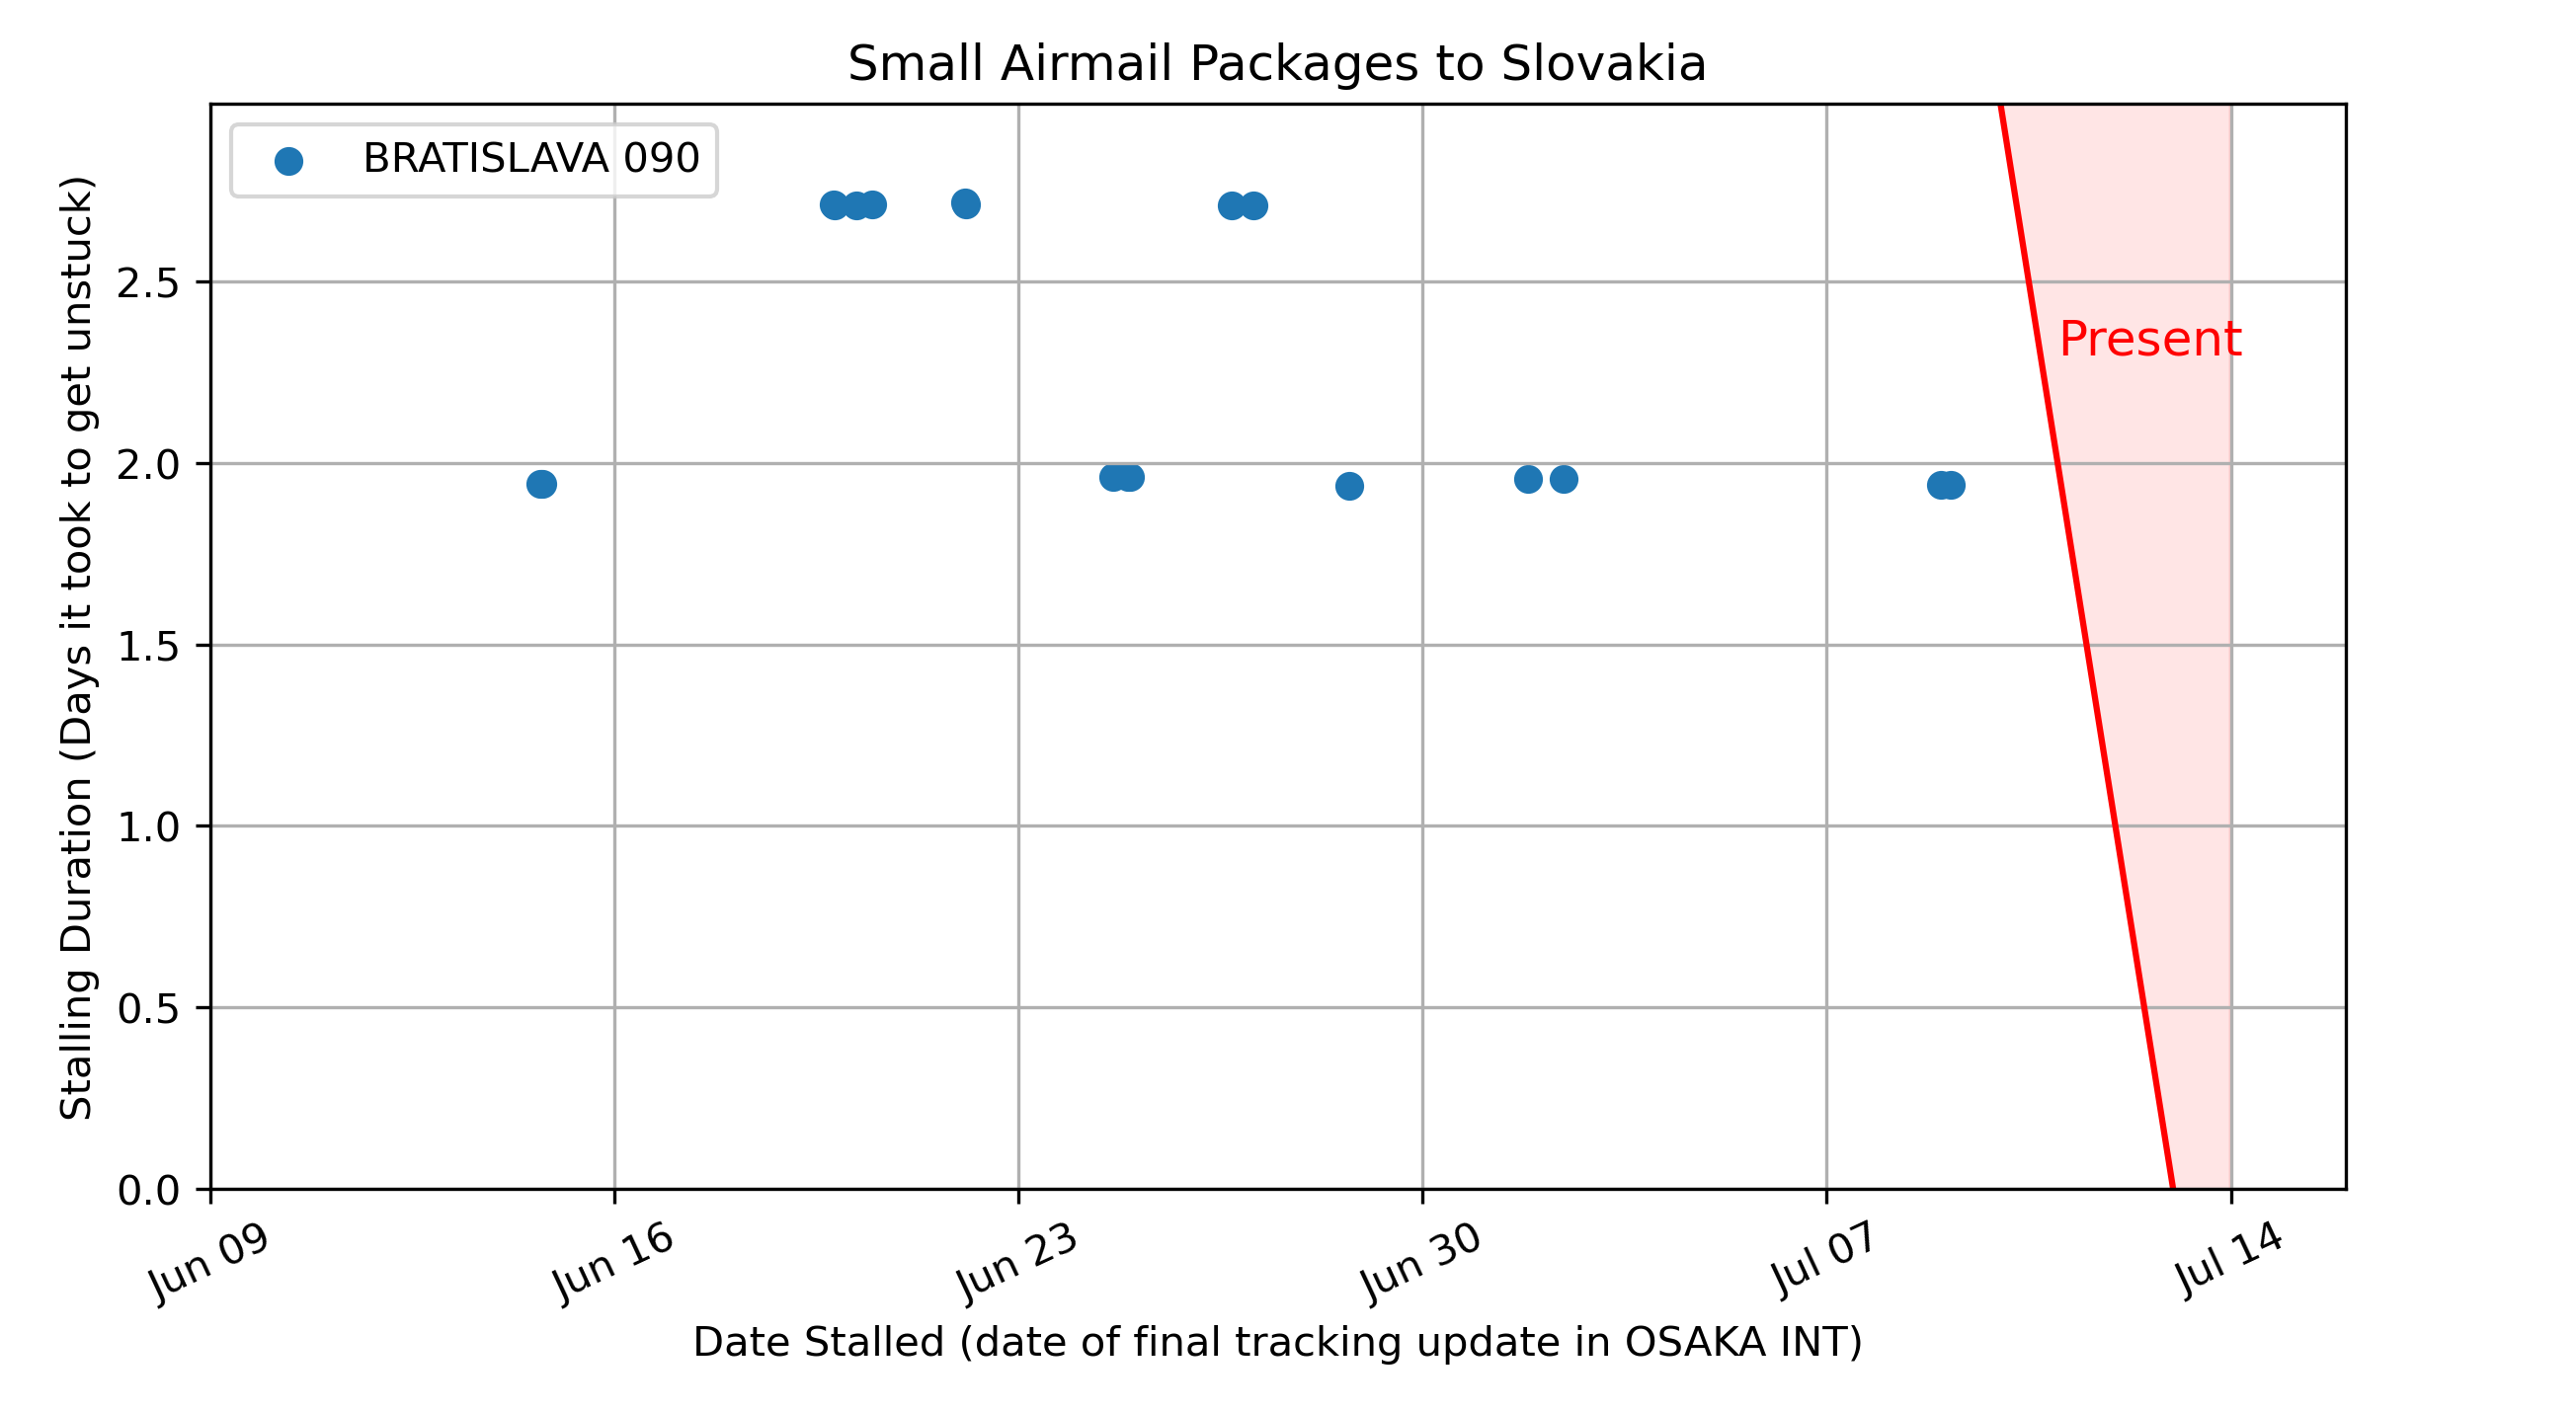 Small Airmail Packages to Slovakia
BRATISLAVA 090
Present
Stalling Duration (Days it took to get unstuck)
2.5
2.0
1.5
1.0
0.5
0.0
Jun 09
Jun 16
Jun 23
Jun 30
Jul 07
Jul 14
Date Stalled (date of final tracking update in OSAKA INT)